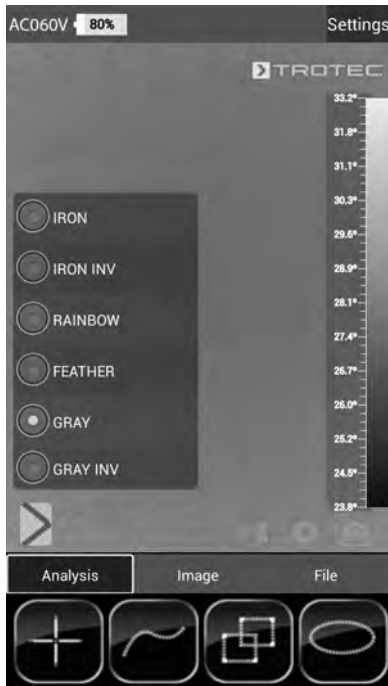 AC060V 80% Settings
TROTEC
33.2°
31.8°
31.1°
30.3°
29.6°
28.9°
28.1°
27.4°
26.7°
26.0°
25.2°
24.5°
23.8°
IRON
IRON INV
RAINBOW
FEATHER
GRAY
GRAY INV
Analysis Image File